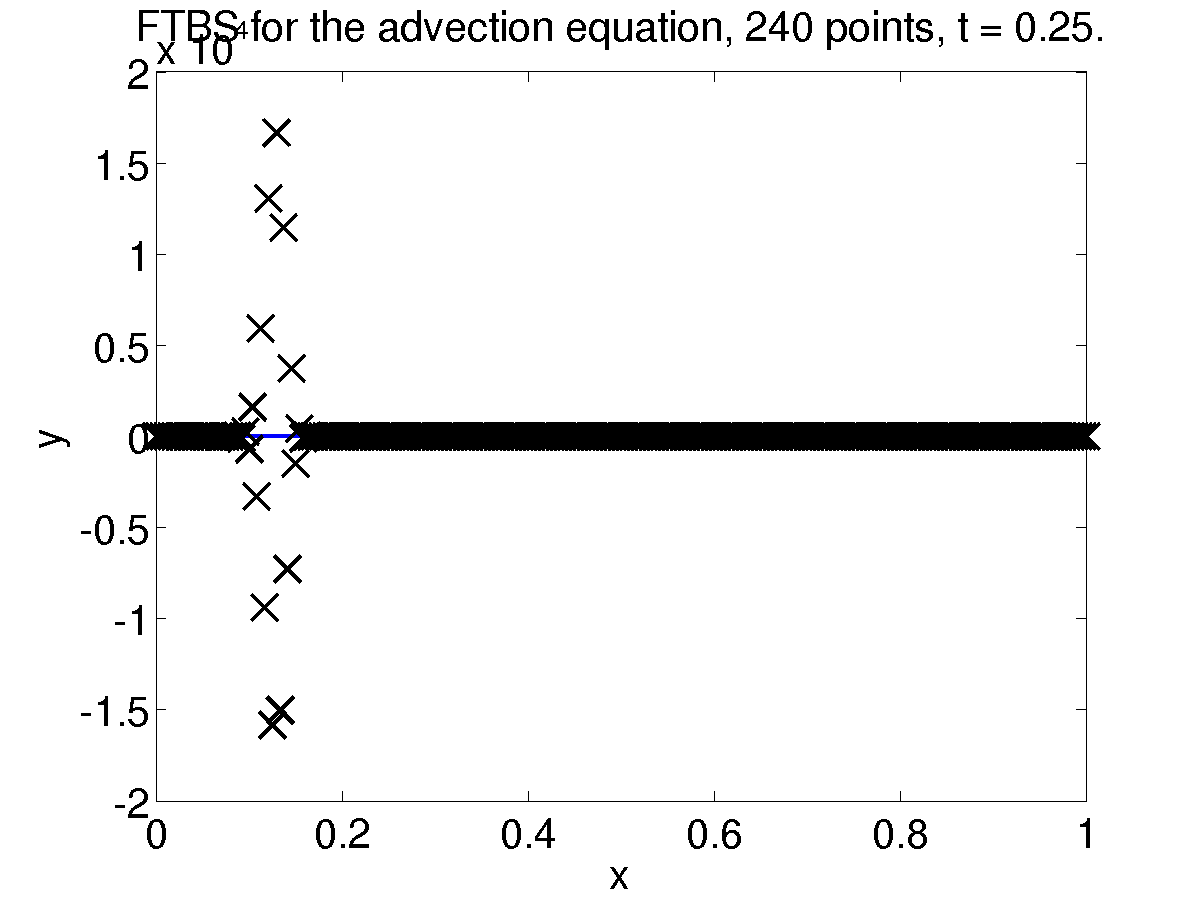 FTBS for the advection equation, 240 points, t = 0.25.
x 10^4
2
1.5
1
0.5
0
-0.5
-1
-1.5
-2
y
0 0.2 0.4 0.6 0.8 1
x